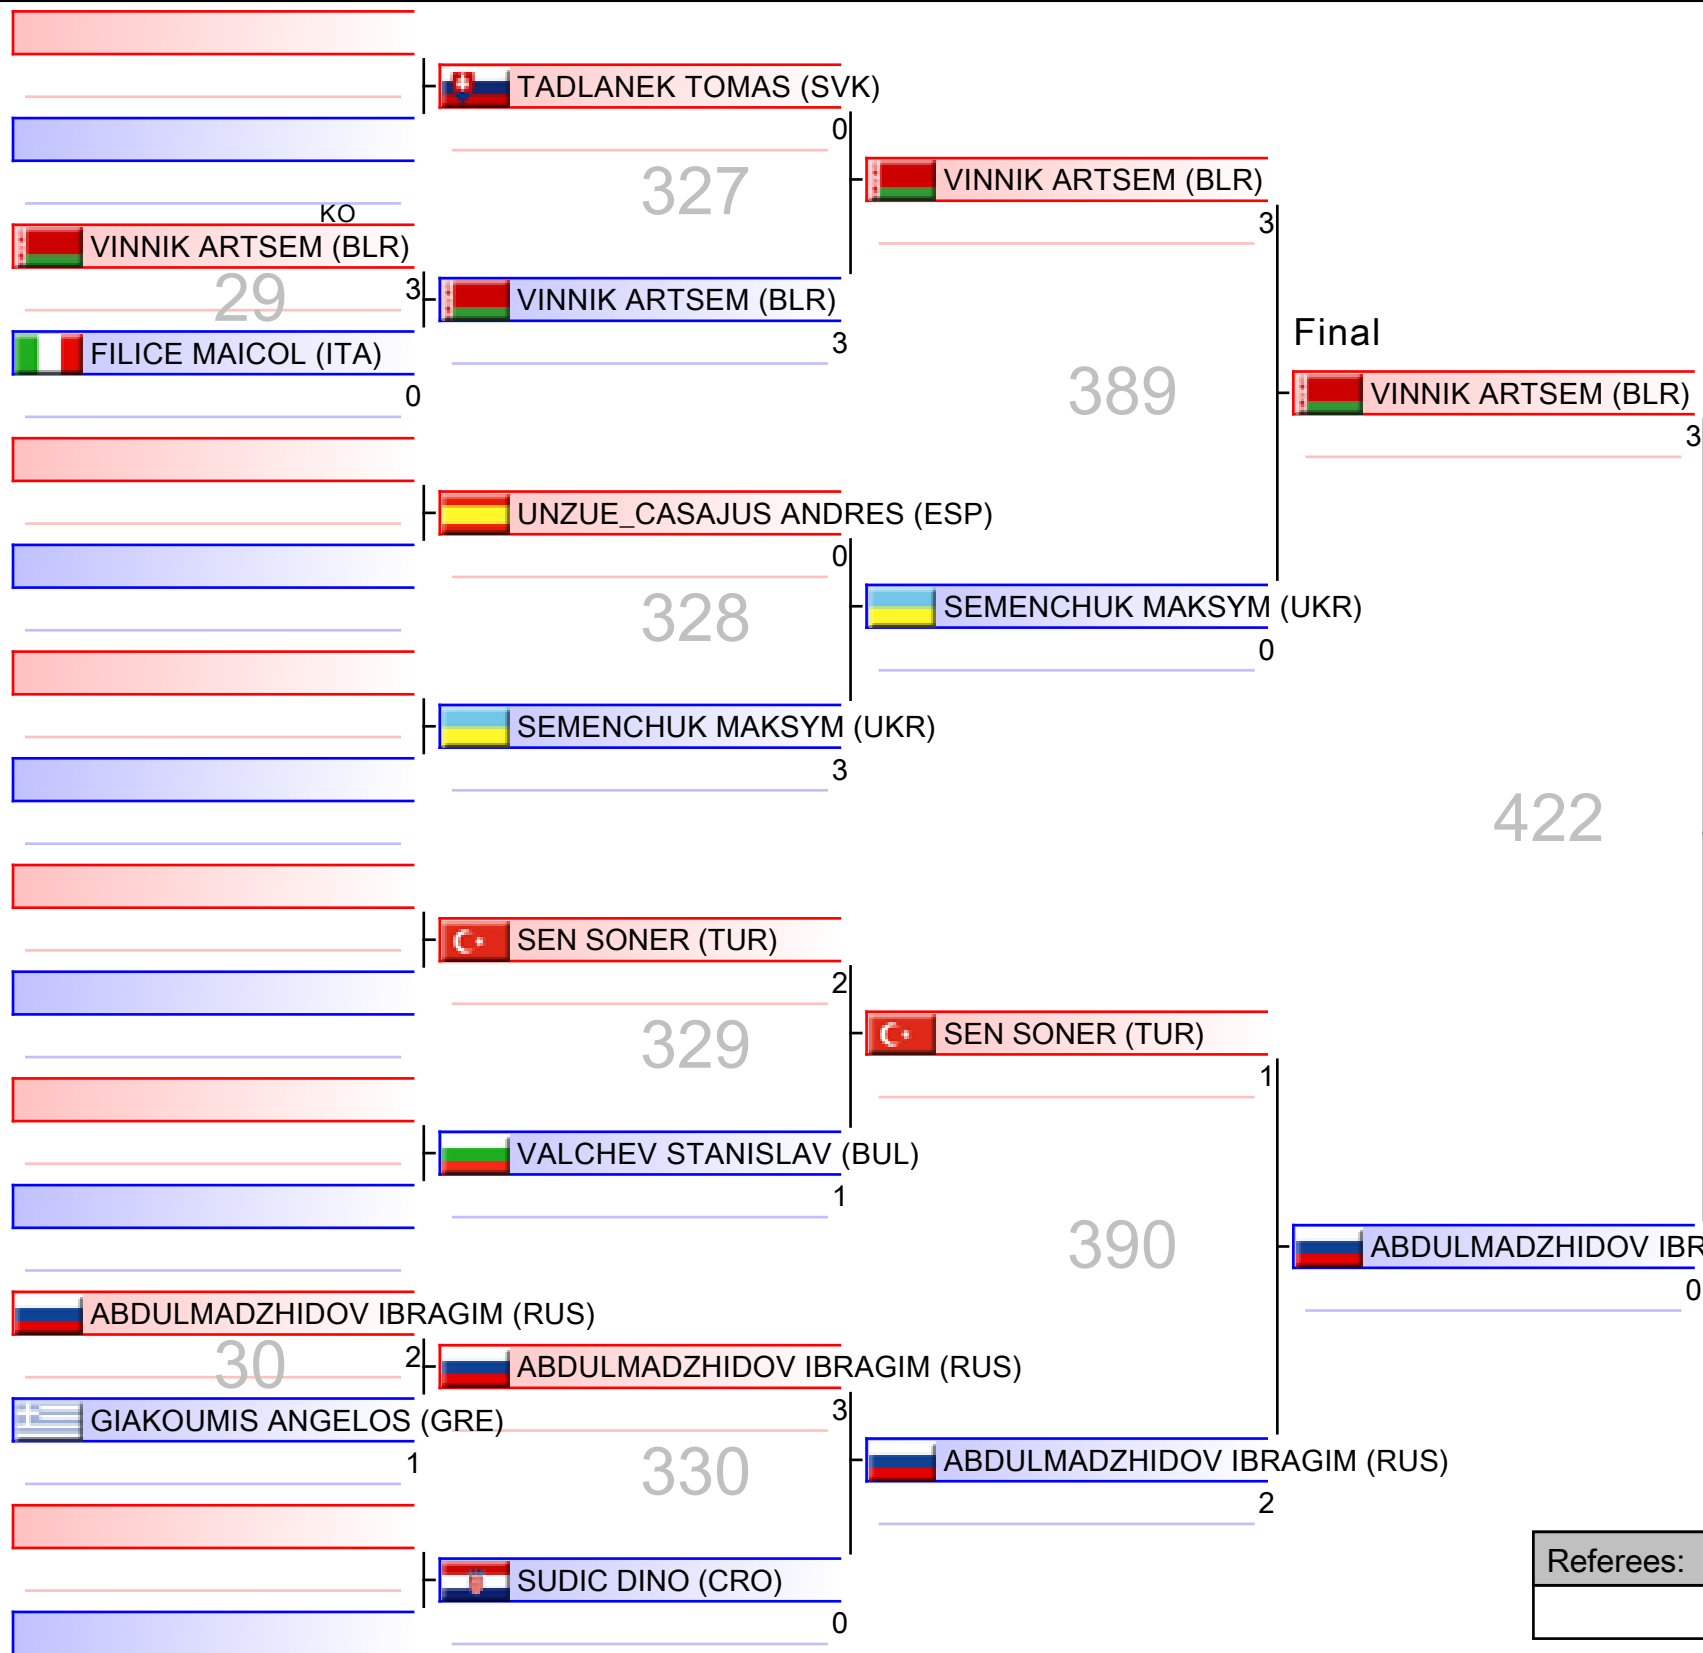 TADLANEK TOMAS (SVK)
0
327
VINNIK ARTSEM (BLR)
3
KO
VINNIK ARTSEM (BLR)
29
3
VINNIK ARTSEM (BLR)
3
FILICE MAICOL (ITA)
0
Final
389
VINNIK ARTSEM (BLR)
3
UNZUE_CASAJUS ANDRES (ESP)
0
328
SEMENCHUK MAKSYM (UKR)
0
SEMENCHUK MAKSYM (UKR)
3
422
SEN SONER (TUR)
2
329
SEN SONER (TUR)
1
VALCHEV STANISLAV (BUL)
1
390
ABDULMADZHIDOV IBR
0
ABDULMADZHIDOV IBRAGIM (RUS)
30
2
ABDULMADZHIDOV IBRAGIM (RUS)
3
GIAKOUMIS ANGELOS (GRE)
1
330
ABDULMADZHIDOV IBRAGIM (RUS)
2
SUDIC DINO (CRO)
0
Referees: